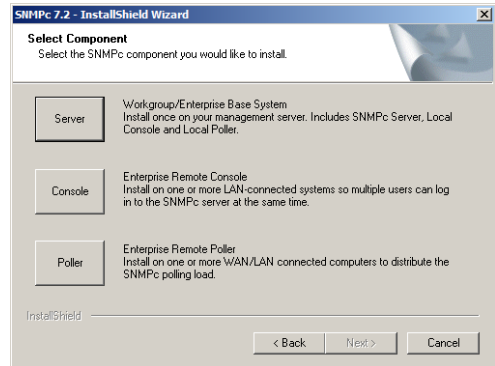 SNMPc 7.2 - InstallShield Wizard
Select Component
Select the SNMPc component you would like to install.
Server
Workgroup/Enterprise Base System
Install once on your management server. Includes SNMPc Server, Local
Console and Local Poller.
Console
Enterprise Remote Console
Install on one or more LAN-connected systems so multiple users can log
in to the SNMPc server at the same time.
Poller
Enterprise Remote Poller
Install on one or more WAN/LAN connected computers to distribute the
SNMPc polling load.
InstallShield
< Back Next > Cancel